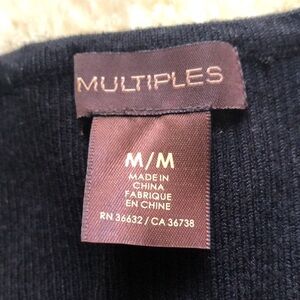 MULTIPLES
M/M
MADE IN
CHINA
FABRIQUE
EN CHINE
RN 36632 / CA 36738